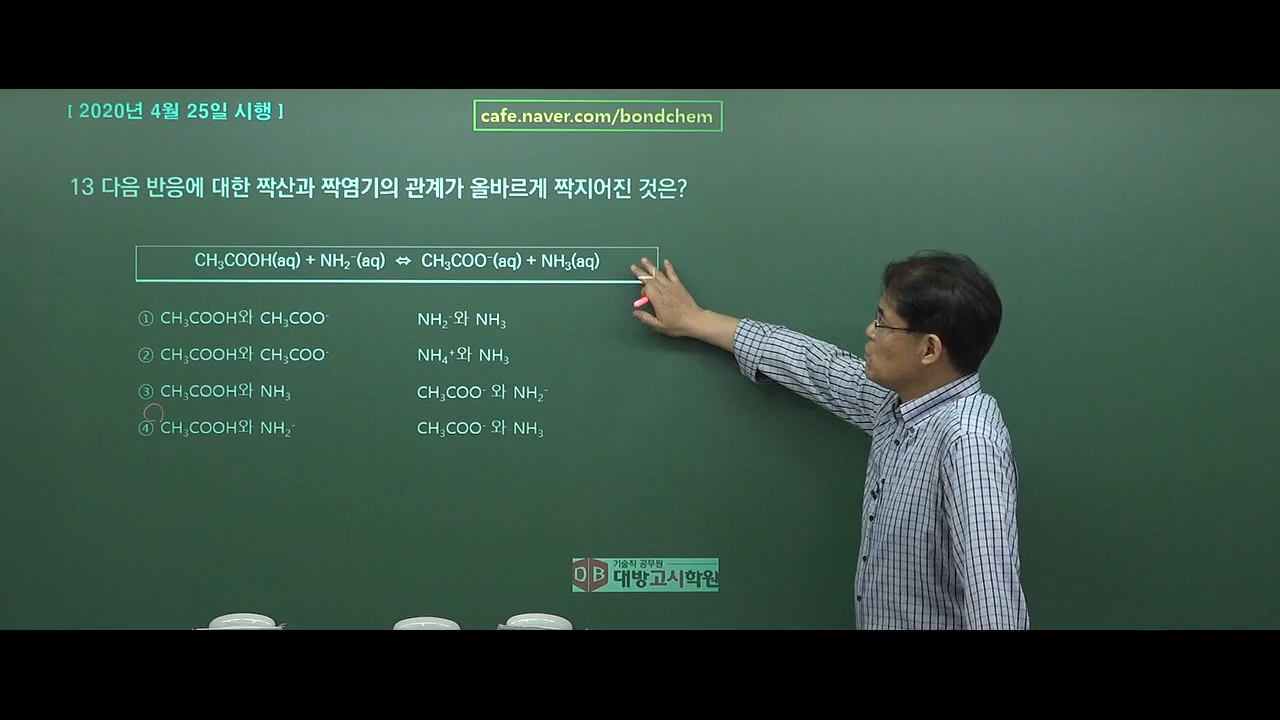 [ 2020년 4월 25일 시행 ]
cafe.naver.com/bondchem
13 다음 반응에 대한 짝산과 짝염기의 관계가 올바르게 짝지어진 것은?
CH₃COOH(aq) + NH₂⁻(aq) ⇔ CH₃COO⁻(aq) + NH₃(aq)
① CH₃COOH와 CH₃COO⁻ NH₂⁻와 NH₃
② CH₃COOH와 CH₃COO⁻ NH₄⁺와 NH₃
③ CH₃COOH와 NH₃ CH₃COO⁻ 와 NH₂⁻
④ CH₃COOH와 NH₂⁻ CH₃COO⁻ 와 NH₃
기술직 공무원
DB 대방고시학원